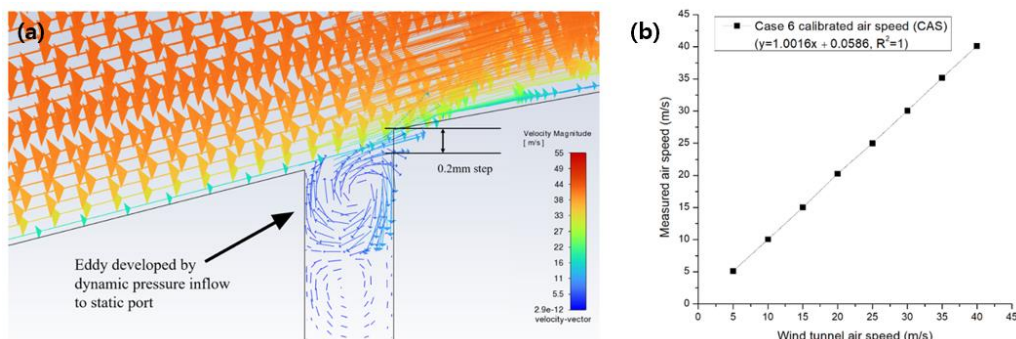 (a)
Velocity Magnitude
[ m/s ]
55
49
44
38
33
27
22
16
11
5.5
2.9e-12
velocity-vector
0.2mm step
Eddy developed by
dynamic pressure inflow
to static port
(b)
Case 6 calibrated air speed (CAS)
(y=1.0016x + 0.0586, R²=1)
Measured air speed (m/s)
45
40
35
30
25
20
15
10
5
0
0 5 10 15 20 25 30 35 40 45
Wind tunnel air speed (m/s)